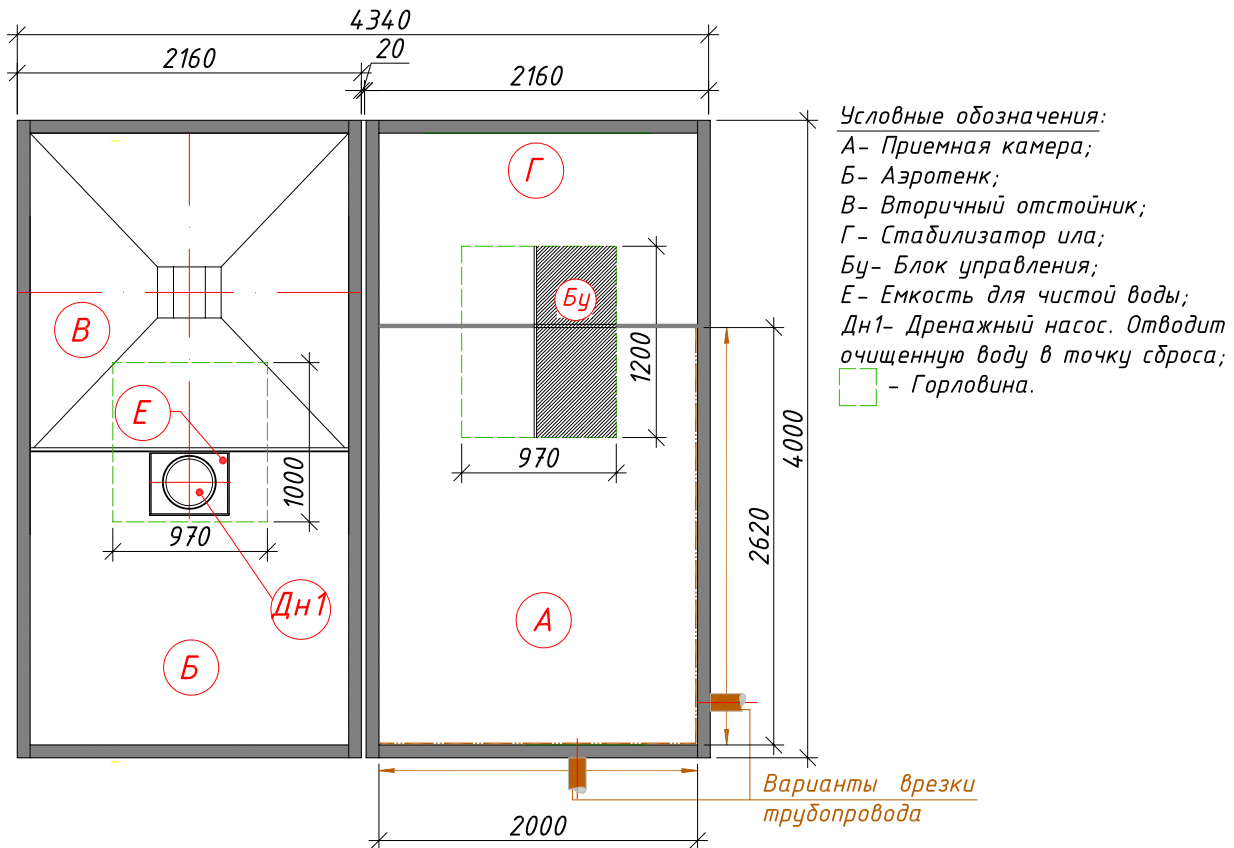 4340
2160
20
2160
Г
Бу
В
1200
Е
970
1000
970
4000
2620
Дн1
А
Б
2000
Условные обозначения:
А- Приемная камера;
Б- Аэротенк;
В- Вторичный отстойник;
Г- Стабилизатор ила;
Бу- Блок управления;
Е- Емкость для чистой воды;
Дн1- Дренажный насос. Отводит
очищенную воду в точку сброса;
- Горловина.
Варианты врезки
трубопровода